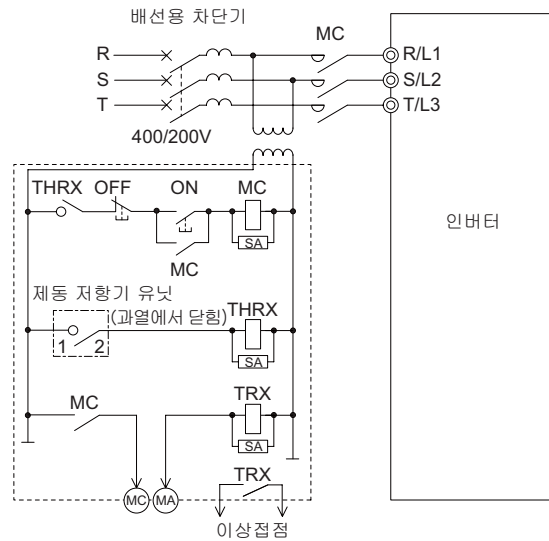 배선용 차단기
MC
R
R/L1
S
S/L2
T
T/L3
400/200V
THRX OFF ON MC
SA
MC
인버터
제동 저항기 유닛
(과열에서 닫힘)
THRX
1 2
SA
MC
TRX
SA
TRX
MC MA
이상접점